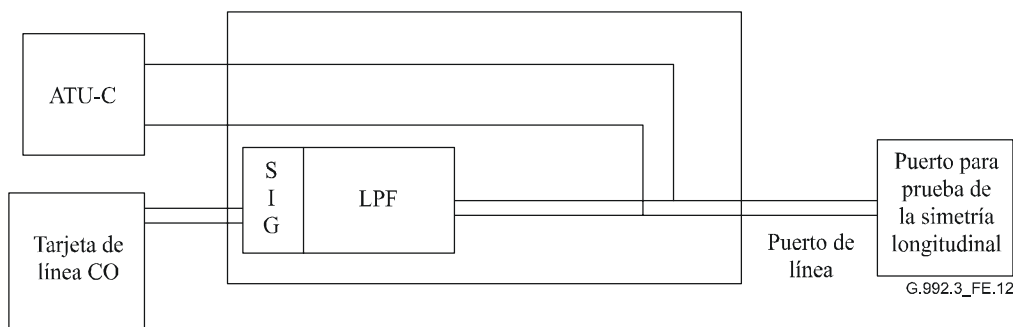 ATU-C
S
I
G
LPF
Tarjeta de
línea CO
Puerto de
línea
Puerto para
prueba de
la simetría
longitudinal
G.992.3_FE.12